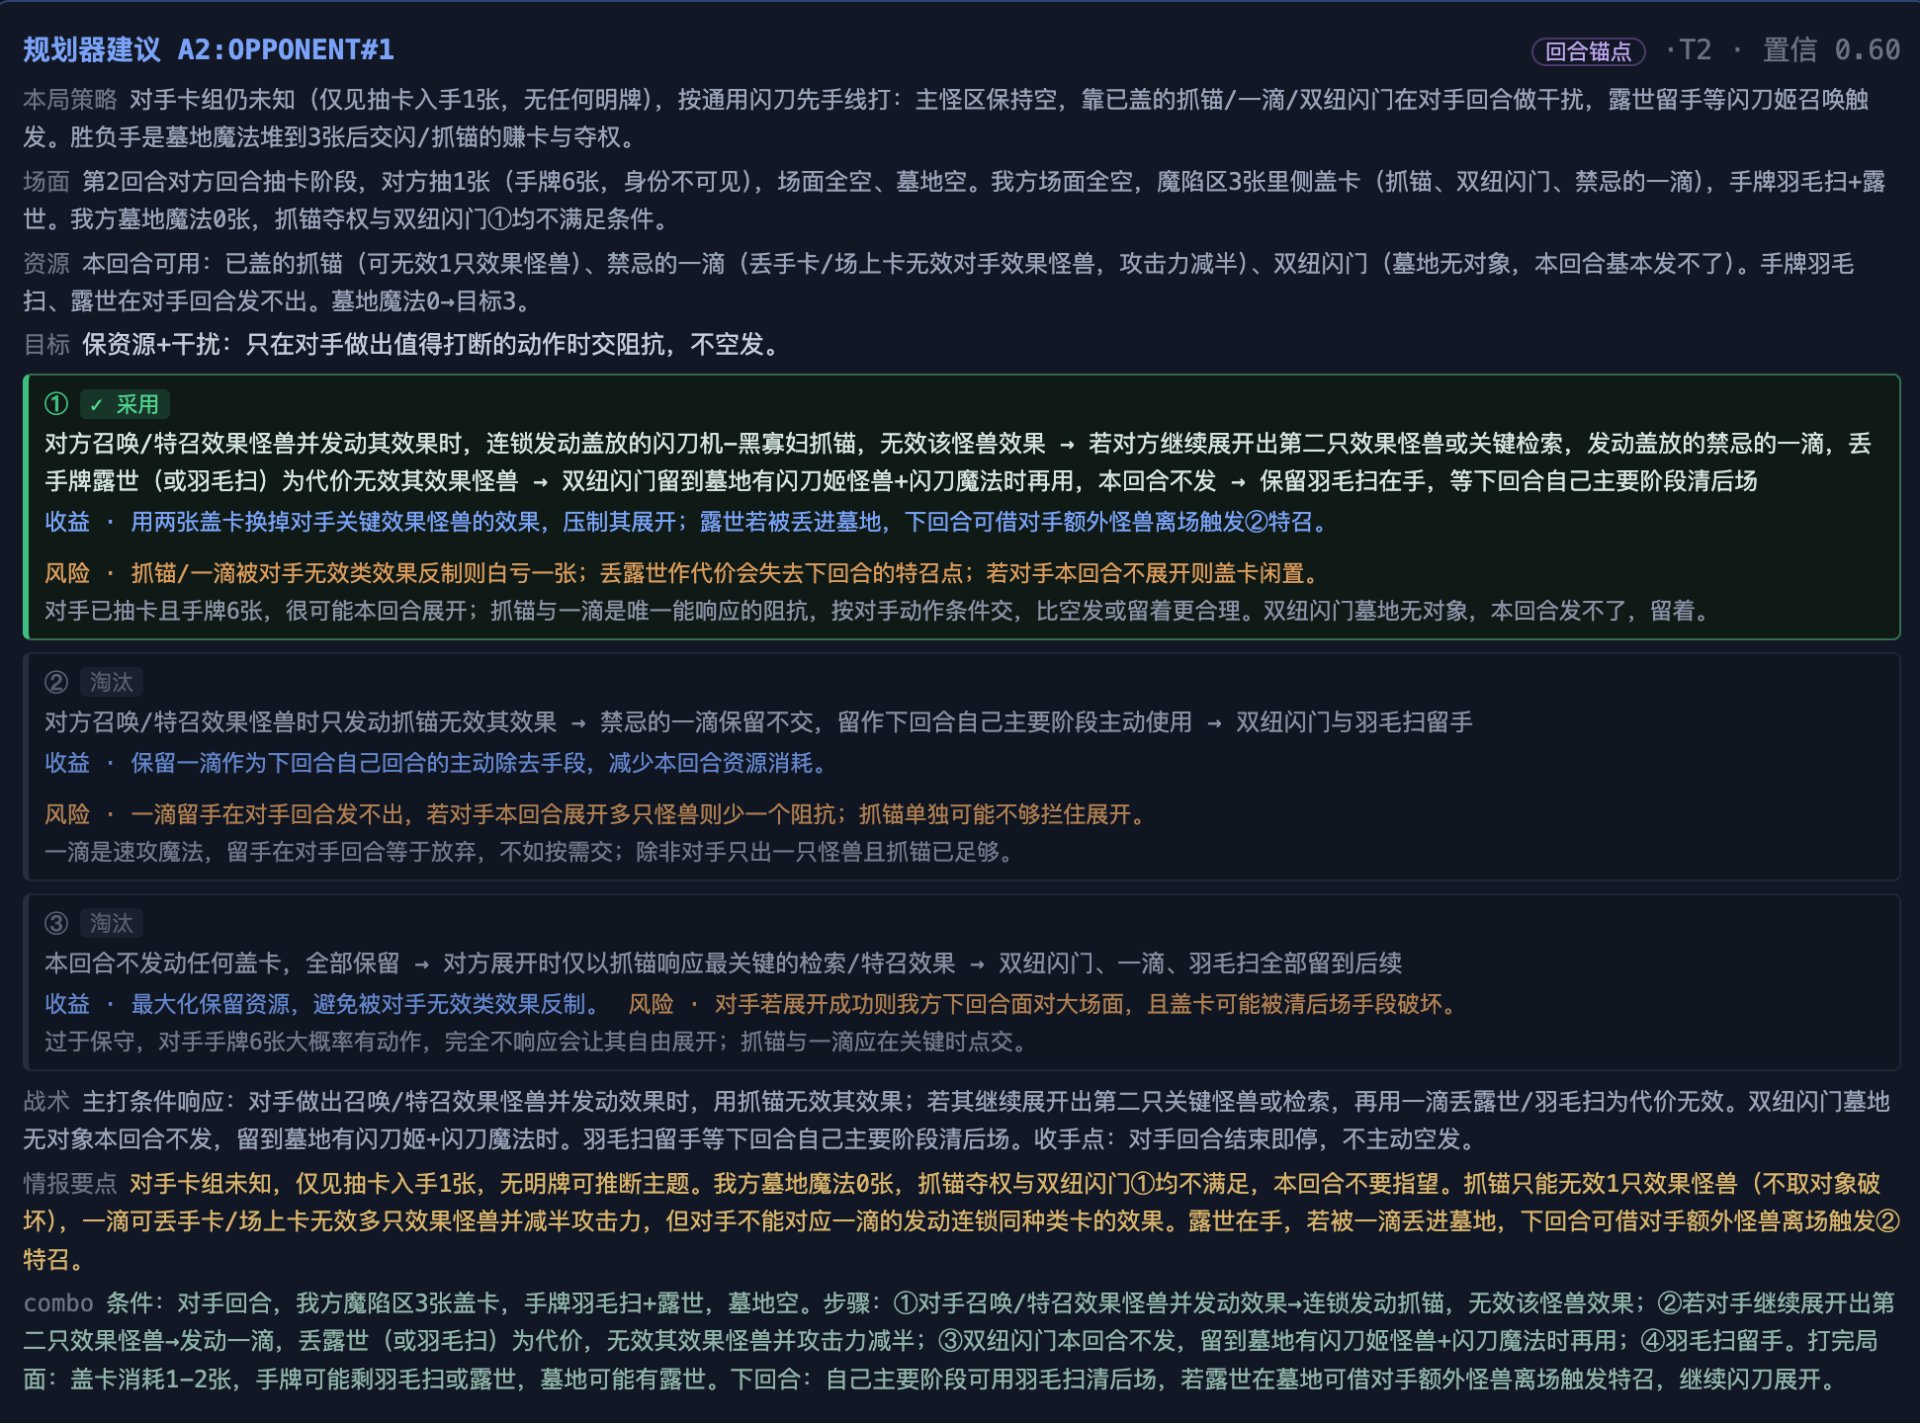 规划器建议 A2:OPPONENT#1
回合锚点 ·T2 · 置信 0.60
本局策略 对手卡组仍未知（仅见抽卡入手1张，无任何明牌），按通用闪刀先手线打：主怪区保持空，靠已盖的抓锚/一滴/双纽闪门在对手回合做干扰，露世留手等闪刀姬召唤触
发。胜负手是墓地魔法堆到3张后交闪/抓锚的赚卡与夺权。
场面 第2回合对方回合抽卡阶段，对方抽1张（手牌6张，身份不可见），场面全空、墓地空。我方场面全空，魔陷区3张里侧盖卡（抓锚、双纽闪门、禁忌的一滴），手牌羽毛扫+露
世。我方墓地魔法0张，抓锚夺权与双纽闪门①均不满足条件。
资源 本回合可用：已盖的抓锚（可无效1只效果怪兽）、禁忌的一滴（丢手卡/场上卡无效对手效果怪兽，攻击力减半）、双纽闪门（墓地无对象，本回合基本发不了）。手牌羽毛
扫、露世在对手回合发不出。墓地魔法0→目标3。
目标 保资源+干扰：只在对手做出值得打断的动作时交阻抗，不空发。
① ✓ 采用
对方召唤/特召效果怪兽并发动其效果时，连锁发动盖放的闪刀机-黑寡妇抓锚，无效该怪兽效果 → 若对方继续展开出第二只效果怪兽或关键检索，发动盖放的禁忌的一滴，丢
手牌露世（或羽毛扫）为代价无效其效果怪兽 → 双纽闪门留到墓地有闪刀姬怪兽+闪刀魔法时再用，本回合不发 → 保留羽毛扫在手，等下回合自己主要阶段清后场
收益 · 用两张盖卡换掉对手关键效果怪兽的效果，压制其展开；露世若被丢进墓地，下回合可借对手额外怪兽离场触发②特召。
风险 · 抓锚/一滴被对手无效类效果反制则白亏一张；丢露世作代价会失去下回合的特召点；若对手本回合不展开则盖卡闲置。
对手已抽卡且手牌6张，很可能本回合展开；抓锚与一滴是唯一能响应的阻抗，按对手动作条件交，比空发或留着更合理。双纽闪门墓地无对象，本回合发不了，留着。
② 淘汰
对方召唤/特召效果怪兽时只发动抓锚无效其效果 → 禁忌的一滴保留不交，留作下回合自己主要阶段主动使用 → 双纽闪门与羽毛扫留手
收益 · 保留一滴作为下回合自己回合的主动除去手段，减少本回合资源消耗。
风险 · 一滴留手在对手回合发不出，若对手本回合展开多只怪兽则少一个阻抗；抓锚单独可能不够拦住展开。
一滴是速攻魔法，留手在对手回合等于放弃，不如按需交；除非对手只出一只怪兽且抓锚已足够。
③ 淘汰
本回合不发动任何盖卡，全部保留 → 对方展开时仅以抓锚响应最关键的检索/特召效果 → 双纽闪门、一滴、羽毛扫全部留到后续
收益 · 最大化保留资源，避免被对手无效类效果反制。 风险 · 对手若展开成功则我方下回合面对大场面，且盖卡可能被清后场手段破坏。
过于保守，对手手牌6张大概率有动作，完全不响应会让其自由展开；抓锚与一滴应在关键时点交。
战术 主打条件响应：对手做出召唤/特召效果怪兽并发动效果时，用抓锚无效其效果；若其继续展开出第二只关键怪兽或检索，再用一滴丢露世/羽毛扫为代价无效。双纽闪门墓地
无对象本回合不发，留到墓地有闪刀姬+闪刀魔法时。羽毛扫留手等下回合自己主要阶段清后场。收手点：对手回合结束即停，不主动空发。
情报要点 对手卡组未知，仅见抽卡入手1张，无明牌可推断主题。我方墓地魔法0张，抓锚夺权与双纽闪门①均不满足，本回合不要指望。抓锚只能无效1只效果怪兽（不取对象破
坏），一滴可丢手卡/场上卡无效多只效果怪兽并减半攻击力，但对手不能对应一滴的发动连锁同种类卡的效果。露世在手，若被一滴丢进墓地，下回合可借对手额外怪兽离场触发②
特召。
combo 条件：对手回合，我方魔陷区3张盖卡，手牌羽毛扫+露世，墓地空。步骤：①对手召唤/特召效果怪兽并发动效果→连锁发动抓锚，无效该怪兽效果；②若对手继续展开出第
二只效果怪兽→发动一滴，丢露世（或羽毛扫）为代价，无效其效果怪兽并攻击力减半；③双纽闪门本回合不发，留到墓地有闪刀姬怪兽+闪刀魔法时再用；④羽毛扫留手。打完局
面：盖卡消耗1-2张，手牌可能剩羽毛扫或露世，墓地可能有露世。下回合：自己主要阶段可用羽毛扫清后场，若露世在墓地可借对手额外怪兽离场触发特召，继续闪刀展开。